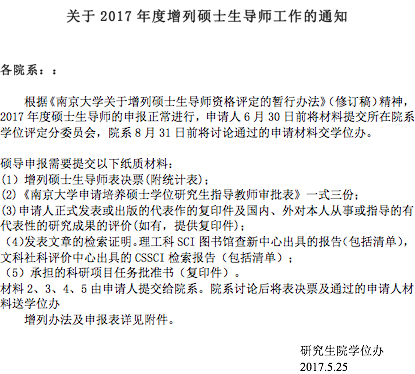 关于 2017 年度增列硕士生导师工作的通知
各院系：:
根据《南京大学关于增列硕士生导师资格评定的暂行办法》（修订稿）精神，
2017 年度硕士生导师的申报正常进行，申请人 6 月 30 日前将材料提交所在院系
学位评定分委员会，院系 8 月 31 日前将讨论通过的申请材料交学位办。
硕导申报需要提交以下纸质材料：
(1) 增列硕士生导师表决票(附统计表);
(2) 《南京大学申请培养硕士学位研究生指导教师审批表》一式三份;
(3)申请人正式发表或出版的代表作的复印件及国内、外对本人从事或指导的有
代表性的研究成果的评价(如有，提供复印件);
（4)发表文章的检索证明。理工科 SCI 图书馆查新中心出具的报告（包括清单），
文科社科评价中心出具的 CSSCI 检索报告（包括清单）;
（5）承担的科研项目任务批准书（复印件）。
材料 2、3、4、5 由申请人提交给院系。院系讨论后将表决票及通过的申请人材
料送学位办
增列办法及申报表详见附件。
研究生院学位办
2017.5.25